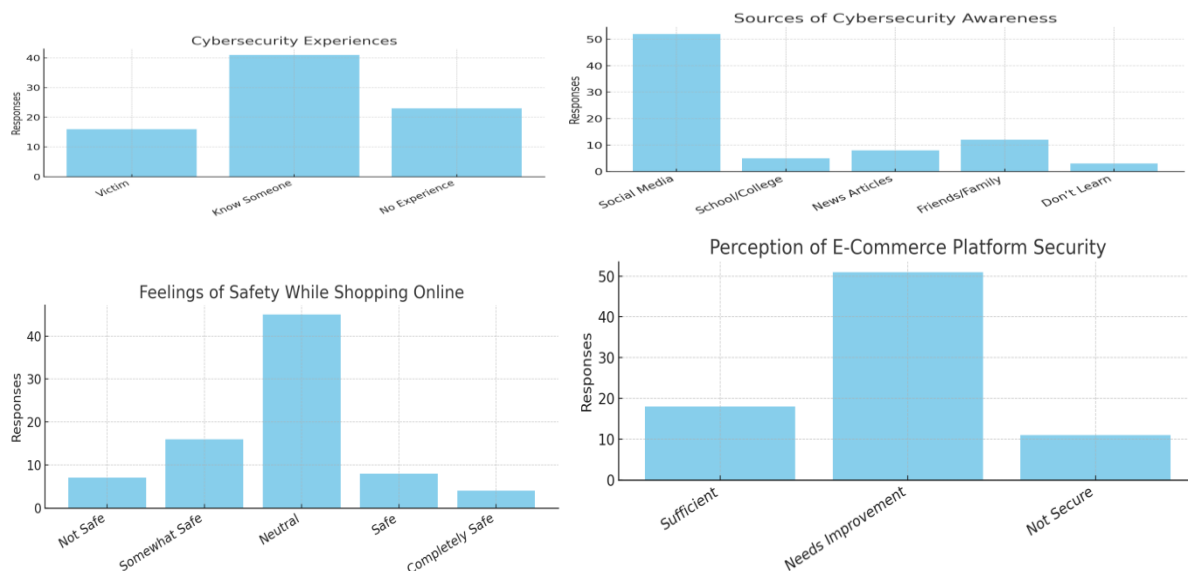 Cybersecurity Experiences
Responses
40
30
20
10
0
Victim
Know Someone
No Experience
Sources of Cybersecurity Awareness
Responses
50
40
30
20
10
0
Social Media
School/College
News Articles
Friends/Family
Don't Learn
Feelings of Safety While Shopping Online
Responses
40
30
20
10
0
Not Safe
Somewhat Safe
Neutral
Safe
Completely Safe
Perception of E-Commerce Platform Security
Responses
50
40
30
20
10
0
Sufficient
Needs Improvement
Not Secure